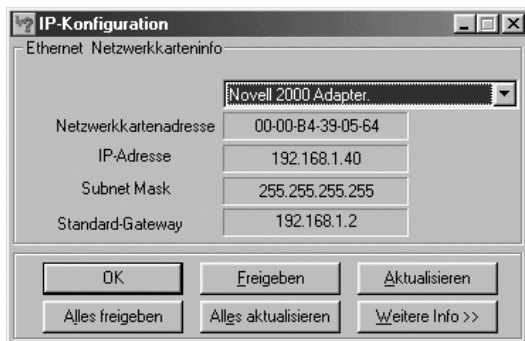 IP-Konfiguration
Ethernet Netzwerkkarteninfo
Novell 2000 Adapter.
Netzwerkkartenadresse 00-00-B4-39-05-64
IP-Adresse 192.168.1.40
Subnet Mask 255.255.255.255
Standard-Gateway 192.168.1.2
OK Freigeben Aktualisieren
Alles freigeben Alles aktualisieren Weitere Info >>